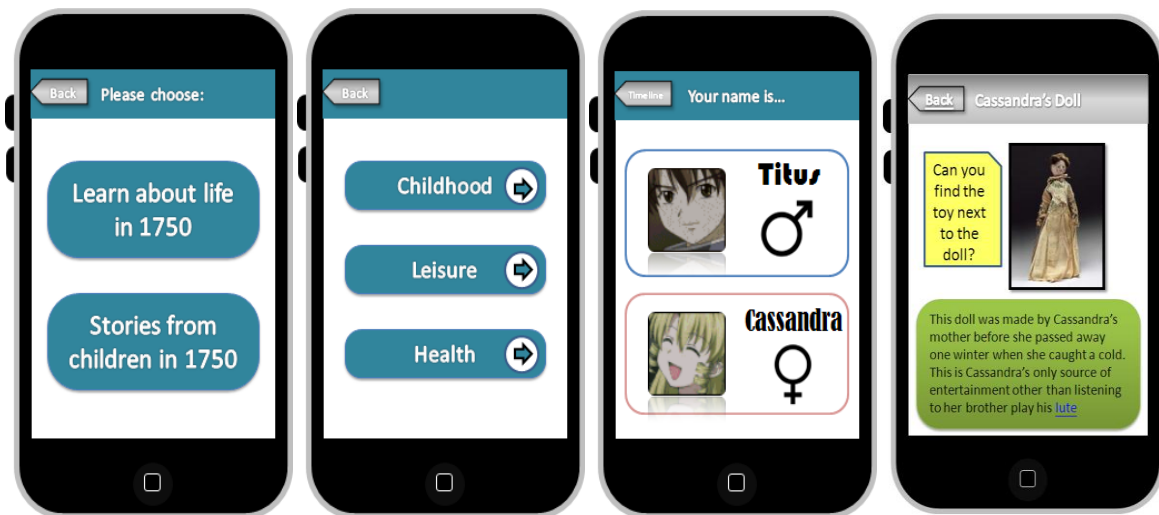 Back
Please choose:
Learn about life
in 1750
Stories from
children in 1750
Back
Childhood
Leisure
Health
Timeline
Your name is...
Titus
Cassandra
Back
Cassandra's Doll
Can you
find the
toy next
to the
doll?
This doll was made by Cassandra's
mother before she passed away
one winter when she caught a cold.
This is Cassandra's only source of
entertainment other than listening
to her brother play his lute